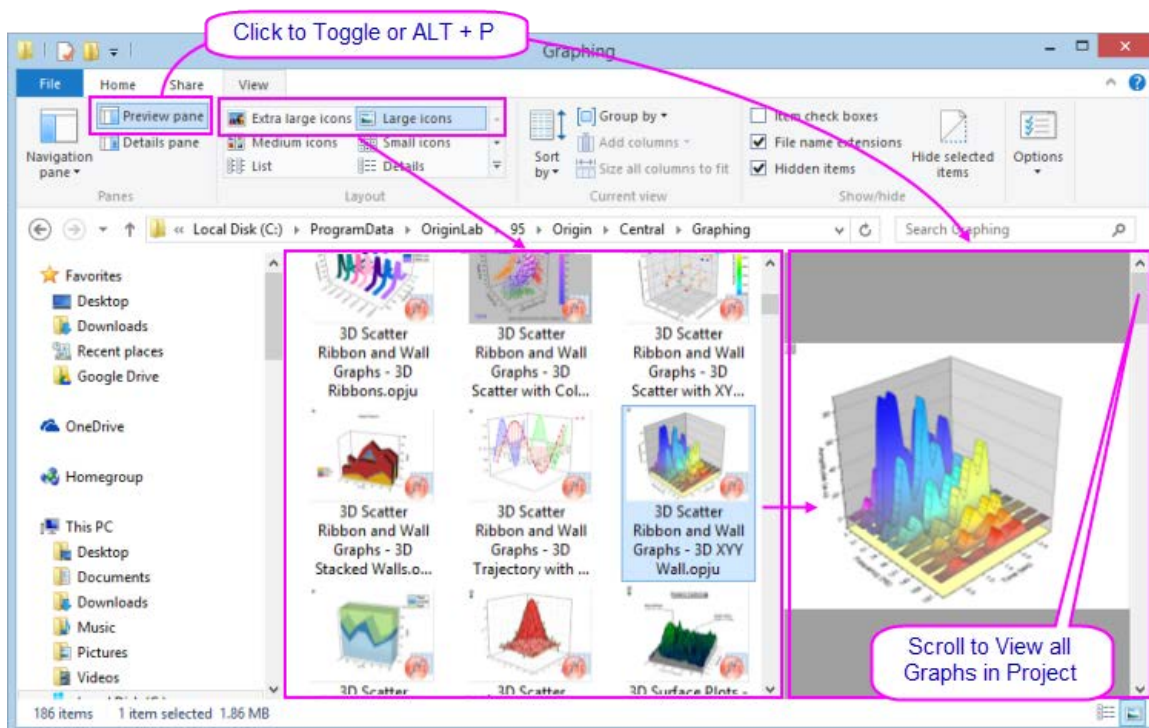 Click to Toggle or ALT + P
Graphing
File Home Share View
Preview pane
Details pane
Navigation pane
Panes
Extra large icons Large icons
Medium icons Small icons
List Details
Layout
Sort by
Group by
Add columns
Size all columns to fit
Current view
Item check boxes
File name extensions
Hidden items
Hide selected items
Show/hide
Options
« Local Disk (C:) ProgramData OriginLab 95 Origin Central Graphing
Search Graphing
Favorites
Desktop
Downloads
Recent places
Google Drive
OneDrive
Homegroup
This PC
Desktop
Documents
Downloads
Music
Pictures
Videos
Local Disk (C:)
3D Scatter
Ribbon and Wall
Graphs - 3D
Ribbons.opju
3D Scatter
Ribbon and Wall
Graphs - 3D
Scatter with Col...
3D Scatter
Ribbon and Wall
Graphs - 3D
Scatter with XY...
3D Scatter
Ribbon and Wall
Graphs - 3D
Stacked Walls.o...
3D Scatter
Ribbon and Wall
Graphs - 3D
Trajectory with ...
3D Scatter
Ribbon and Wall
Graphs - 3D XYY
Wall.opju
3D Scatter
3D Scatter
3D Surface Plots -
Scroll to View all
Graphs in Project
186 items 1 item selected 1.86 MB